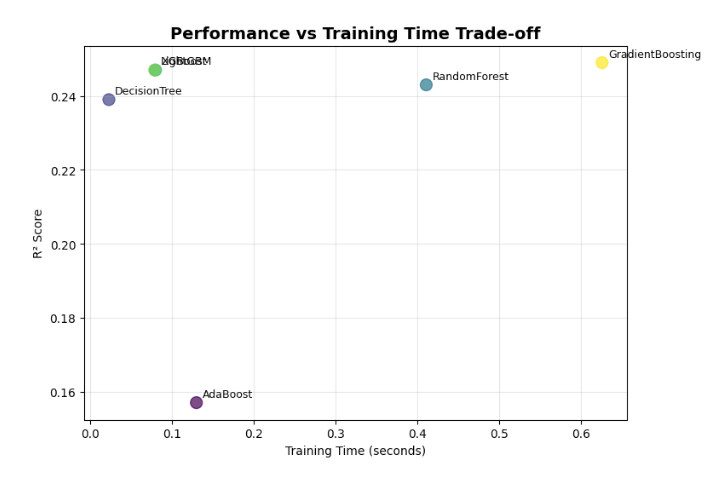 Performance vs Training Time Trade-off
GradientBoosting
RandomForest
DecisionTree
AdaBoost
R² Score
0.24
0.22
0.20
0.18
0.16
0.0 0.1 0.2 0.3 0.4 0.5 0.6
Training Time (seconds)